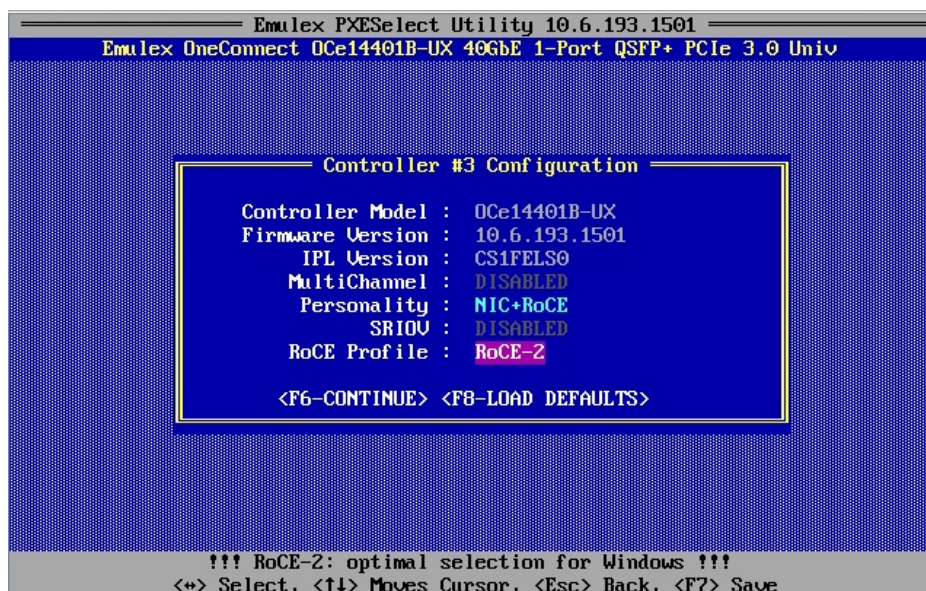 Emulex PXESelect Utility 10.6.193.1501
Emulex OneConnect OCe14401B-UX 40GbE 1-Port QSFP+ PCIe 3.0 Univ
Controller #3 Configuration
Controller Model : OCe14401B-UX
Firmware Version : 10.6.193.1501
IPL Version : CS1FELS0
MultiChannel : DISABLED
Personality : NIC+RoCE
SRIOV : DISABLED
RoCE Profile : RoCE-2
<F6-CONTINUE> <F8-LOAD DEFAULTS>
!!! RoCE-2: optimal selection for Windows !!!
<↔> Select, <↑↓> Moves Cursor, <Esc> Back, <F7> Save